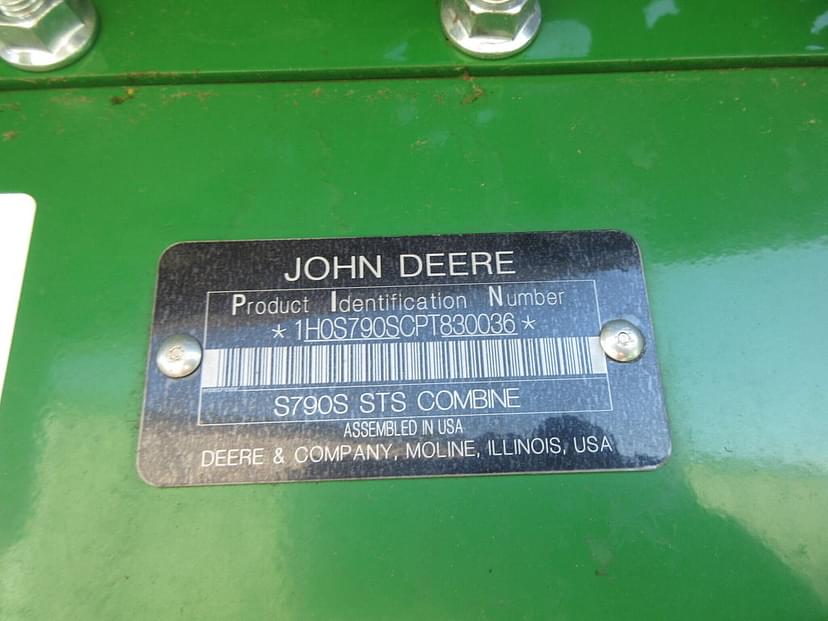 JOHN DEERE
Product Identification Number
*1H0S790SCPT830036*
S790S STS COMBINE
ASSEMBLED IN USA
DEERE & COMPANY, MOLINE, ILLINOIS, USA